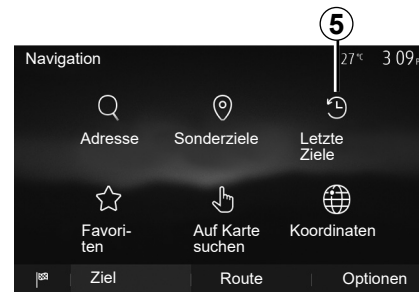 5
Navigation 27 °C 3 09
Adresse Sonderziele Letzte
Ziele
Favori- Auf Karte Koordinaten
ten suchen
Ziel Route Optionen